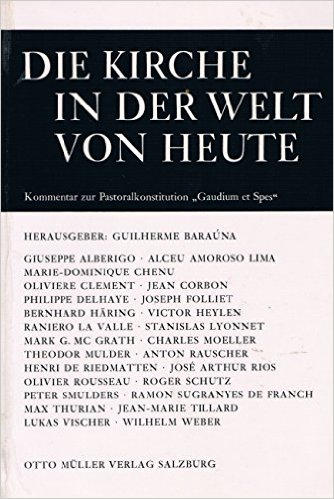 DIE KIRCHE
IN DER WELT
VON HEUTE
Kommentar zur Pastoralkonstitution „Gaudium et Spes“
HERAUSGEBER: GUILHERME BARAÚNA
GIUSEPPE ALBERIGO · ALCEU AMOROSO LIMA
MARIE-DOMINIQUE CHENU
OLIVIERE CLEMENT · JEAN CORBON
PHILIPPE DELHAYE · JOSEPH FOLLIET
BERNHARD HÄRING · VICTOR HEYLEN
RANIERO LA VALLE · STANISLAS LYONNET
MARK G. MC GRATH · CHARLES MOELLER
THEODOR MULDER · ANTON RAUSCHER
HENRI DE RIEDMATTEN · JOSÉ ARTHUR RIOS
OLIVIER ROUSSEAU · ROGER SCHUTZ
PETER SMULDERS · RAMON SUGRANYES DE FRANCH
MAX THURIAN · JEAN-MARIE TILLARD
LUKAS VISCHER · WILHELM WEBER
OTTO MÜLLER VERLAG SALZBURG